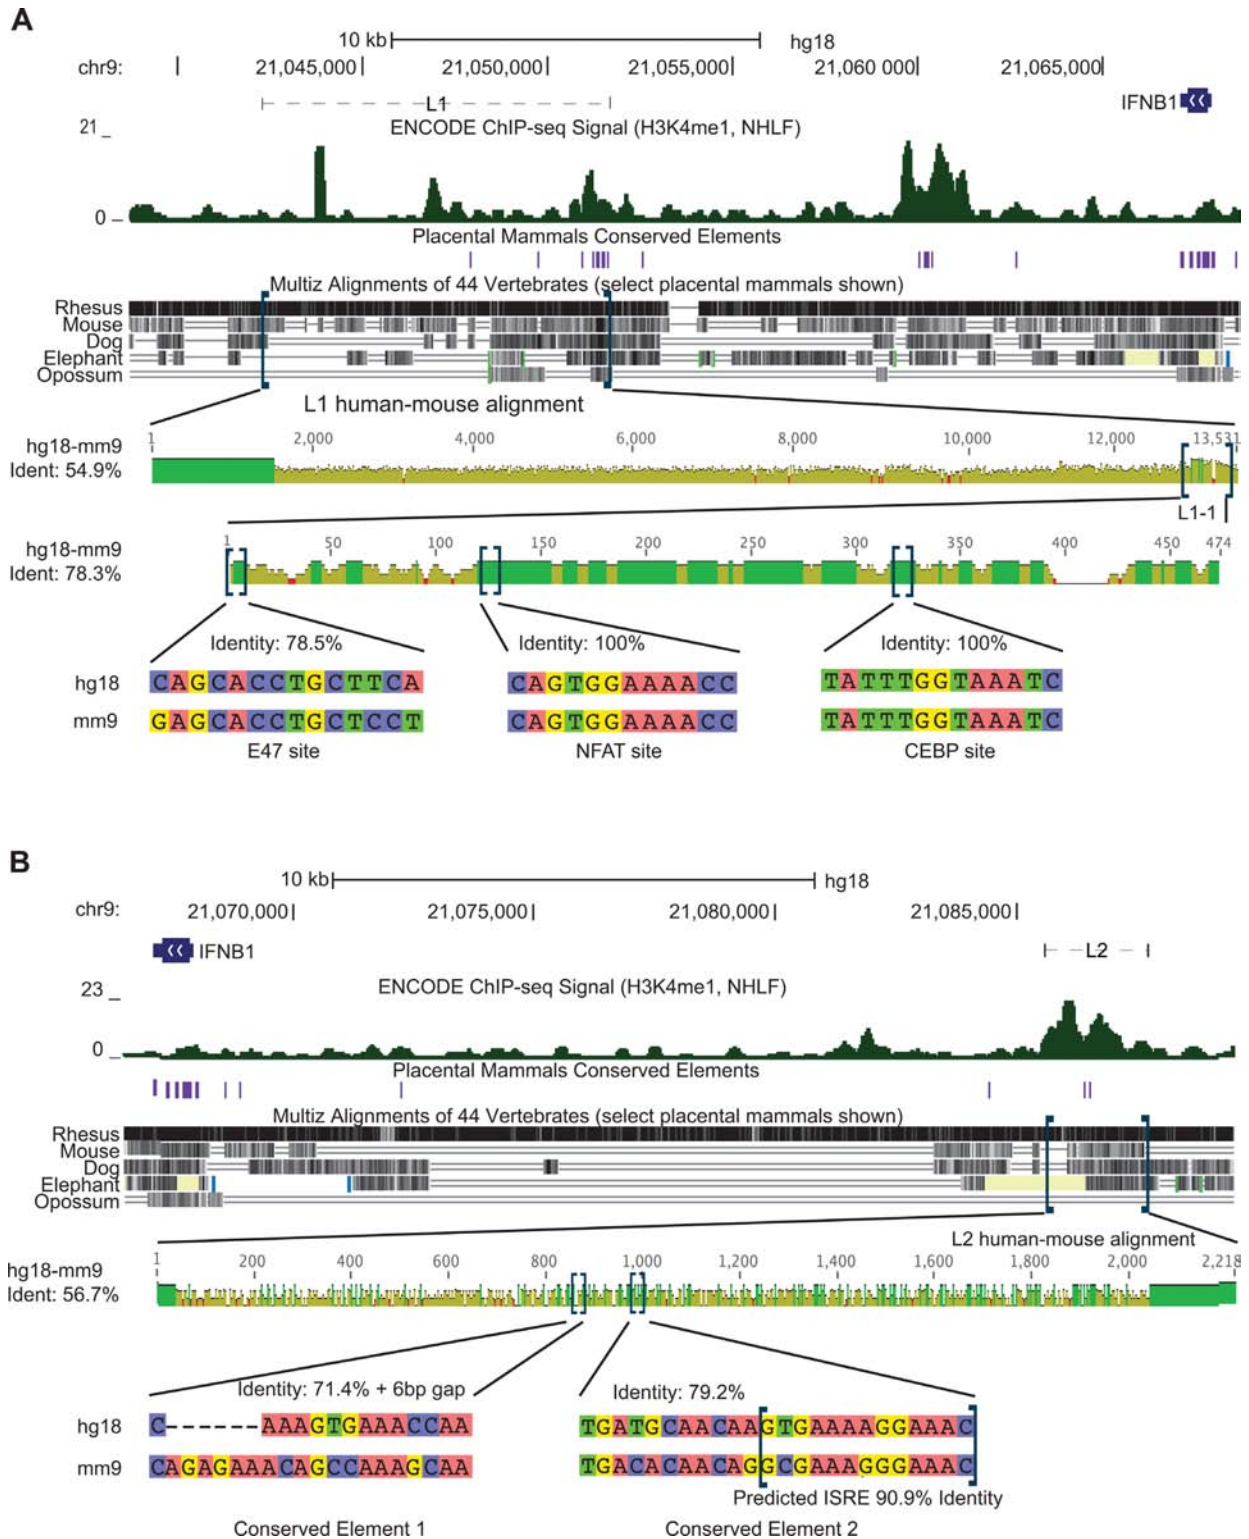 A
10 kb hg18
chr9: 21,045,000 21,050,000 21,055,000 21,060,000 21,065,000
L1 IFNB1
21 ENCODE ChIP-seq Signal (H3K4me1, NHLF)
0
Placental Mammals Conserved Elements
Multiz Alignments of 44 Vertebrates (select placental mammals shown)
Rhesus
Mouse
Dog
Elephant
Opossum
L1 human-mouse alignment
1 2,000 4,000 6,000 8,000 10,000 12,000 13,531
hg18-mm9
Ident: 54.9%
L1-1
1 50 100 150 200 250 300 350 400 450 474
hg18-mm9
Ident: 78.3%
Identity: 78.5% Identity: 100% Identity: 100%
hg18 CAGCACCTGCTTCA CAGTGGAAAACC TATTTGGTAAATC
mm9 GAGCACCTGCTCCT CAGTGGAAAACC TATTTGGTAAATC
E47 site NFAT site CEBP site
B
10 kb hg18
chr9: 21,070,000 21,075,000 21,080,000 21,085,000
IFNB1 L2
23 ENCODE ChIP-seq Signal (H3K4me1, NHLF)
0
Placental Mammals Conserved Elements
Multiz Alignments of 44 Vertebrates (select placental mammals shown)
Rhesus
Mouse
Dog
Elephant
Opossum
L2 human-mouse alignment
1 200 400 600 800 1,000 1,200 1,400 1,600 1,800 2,000 2,218
hg18-mm9
Ident: 56.7%
Identity: 71.4% + 6bp gap Identity: 79.2%
hg18 C------AAAGTGAAACCAA TGATGCAACAAGTGAAAAGGAAAC
mm9 CAGAGAAACAGCCAAAGCAA TGACACAACAGGCGAAAGGGAAAC
Predicted ISRE 90.9% Identity
Conserved Element 1 Conserved Element 2